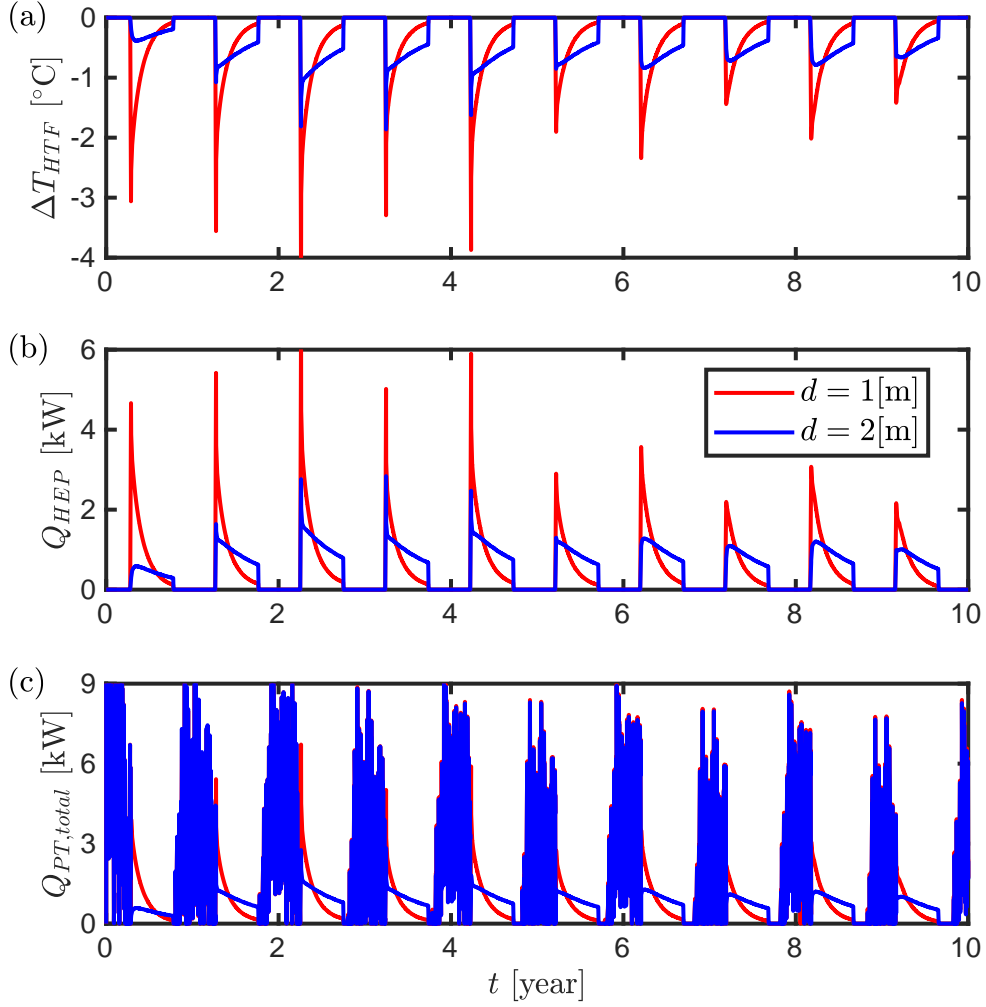 (a)
ΔT_HTF [°C]
0
-1
-2
-3
-4
0 2 4 6 8 10
(b)
Q_HEP [kW]
6
4
2
0
d = 1[m]
d = 2[m]
0 2 4 6 8 10
(c)
Q_PT,total [kW]
9
6
3
0
0 2 4 6 8 10
t [year]